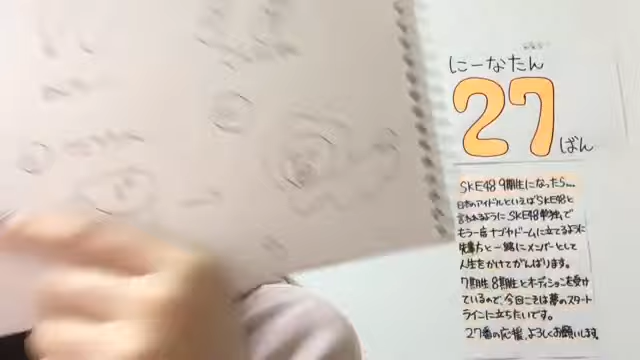 にーなたん
27
ばん
SKE48 9期生になったら…
日本のアイドルといえばSKE48と
言われるように SKE48単独で
もう一度ナゴヤドームに立てるように
先輩方と一緒にメンバーとして
人生をかけてがんばります。
7期生 8期生とオーディションを受け
ているので、今回こそは夢のスタート
ラインに立ちたいです。
27番の応援、よろしくお願いします。